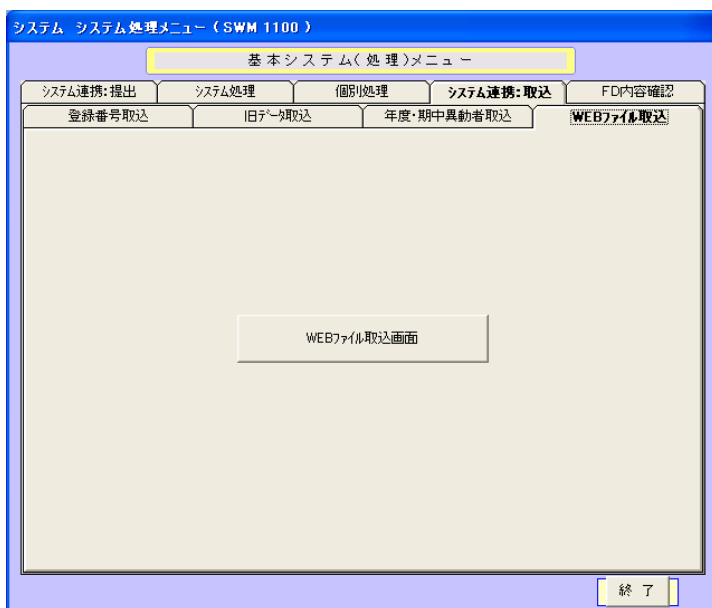 システム システム処理メニュー ( SWM 1100 )
基 本 シ ス テ ム( 処 理 )メ ニ ュ ー
ｼｽﾃﾑ連携:提出 ｼｽﾃﾑ処理 個別処理 ｼｽﾃﾑ連携:取込 FD内容確認
登録番号取込 旧ﾃﾞｰﾀ取込 年度・期中異動者取込 WEBﾌｧｲﾙ取込
WEBﾌｧｲﾙ取込画面
終 了